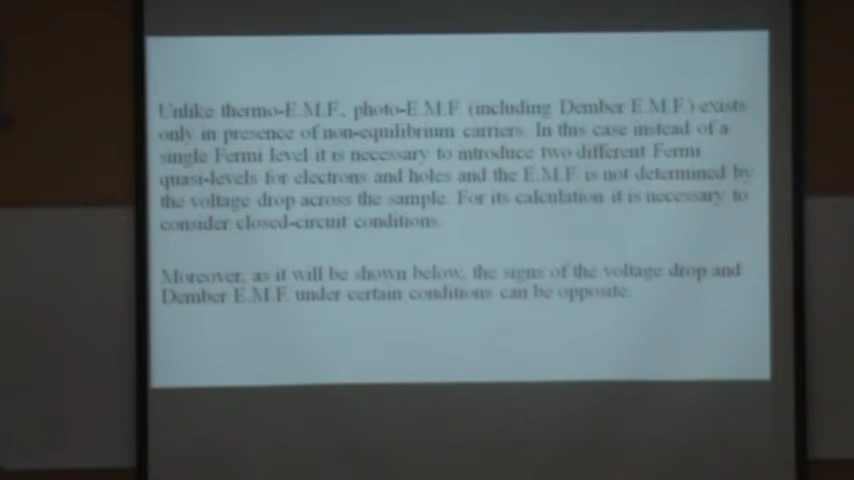 Unlike thermo-E.M.F., photo-E.M.F. (including Dember E.M.F.) exists
only in presence of non-equilibrium carriers. In this case instead of a
single Fermi level it is necessary to introduce two different Fermi
quasi-levels for electrons and holes and the E.M.F. is not determined by
the voltage drop across the sample. For its calculation it is necessary to
consider closed-circuit conditions.
Moreover, as it will be shown below, the signs of the voltage drop and
Dember E.M.F. under certain conditions can be opposite.